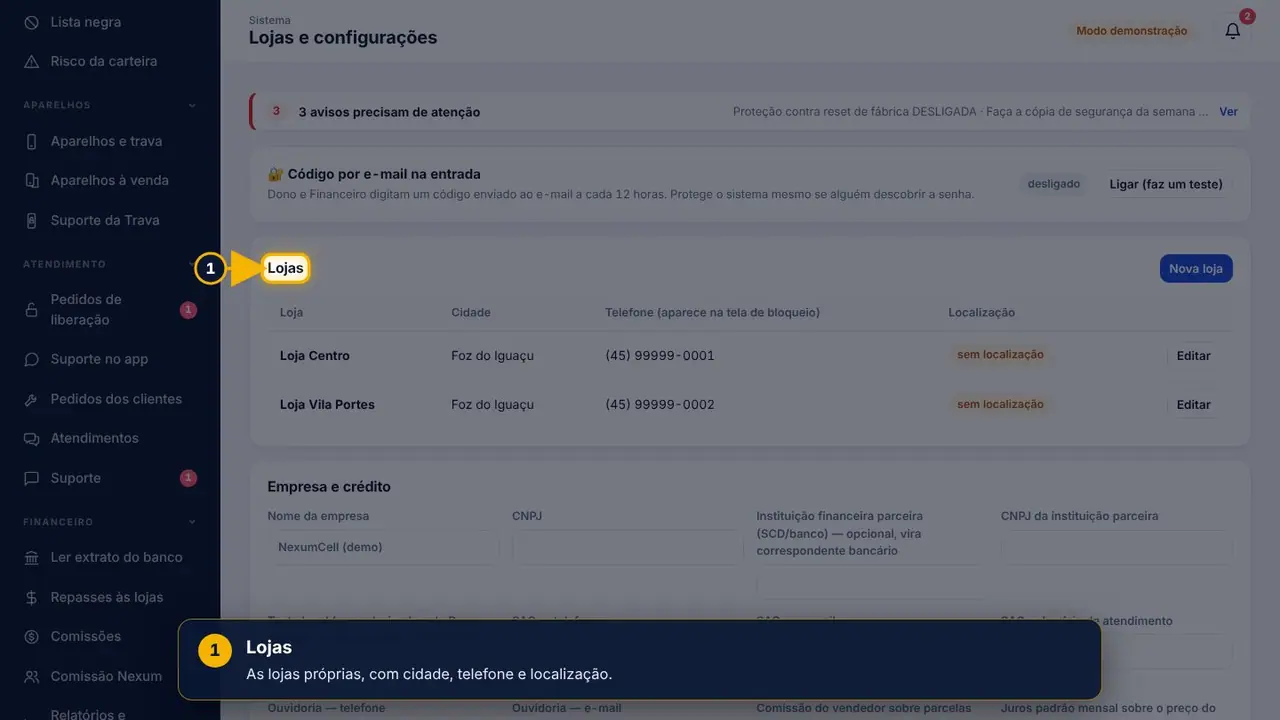 Lista negra
Risco da carteira
APARELHOS
Aparelhos e trava
Aparelhos à venda
Suporte da Trava
ATENDIMENTO
Pedidos de
liberação
1
Suporte no app
Pedidos dos clientes
Atendimentos
Suporte
1
FINANCEIRO
Ler extrato do banco
Repasses às lojas
Comissões
Comissão Nexum
Relatórios e
Sistema
Lojas e configurações
Modo demonstração
2
3
3 avisos precisam de atenção
Proteção contra reset de fábrica DESLIGADA · Faça a cópia de segurança da semana ...
Ver
Código por e-mail na entrada
Dono e Financeiro digitam um código enviado ao e-mail a cada 12 horas. Protege o sistema mesmo se alguém descobrir a senha.
desligado
Ligar (faz um teste)
1
Lojas
Nova loja
Loja Cidade Telefone (aparece na tela de bloqueio) Localização
Loja Centro Foz do Iguaçu (45) 99999-0001 sem localização Editar
Loja Vila Portes Foz do Iguaçu (45) 99999-0002 sem localização Editar
Empresa e crédito
Nome da empresa
NexumCell (demo)
CNPJ
Instituição financeira parceira
(SCD/banco) — opcional, vira
correspondente bancário
CNPJ da instituição parceira
atendimento
1
Lojas
As lojas próprias, com cidade, telefone e localização.
Ouvidoria — telefone
Ouvidoria — e-mail
Comissão do vendedor sobre parcelas
Juros padrão mensal sobre o preço do